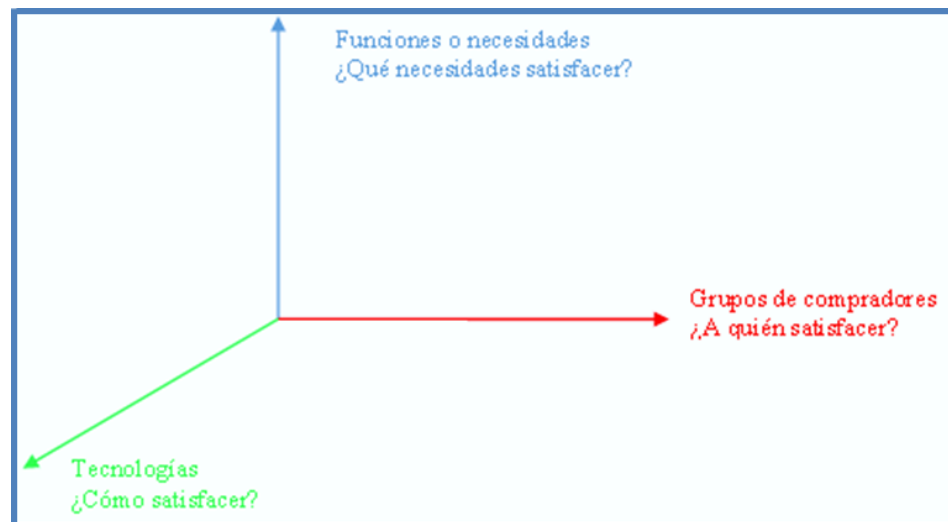 Funciones o necesidades
¿Qué necesidades satisfacer?
Grupos de compradores
¿A quién satisfacer?
Tecnologías
¿Cómo satisfacer?